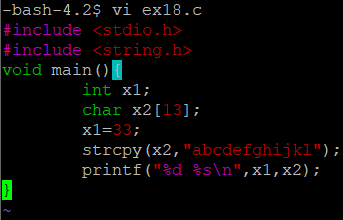 -bash-4.2$ vi ex18.c
#include <stdio.h>
#include <string.h>
void main(){
        int x1;
        char x2[13];
        x1=33;
        strcpy(x2,"abcdefghijkl");
        printf("%d %s\n",x1,x2);
}
~